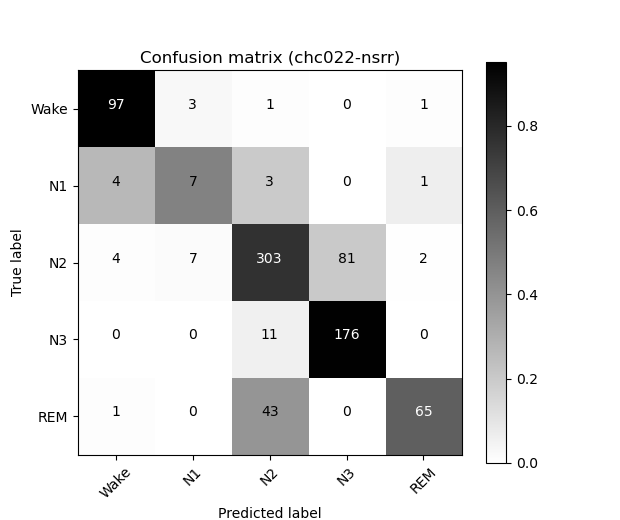 Confusion matrix (chc022-nsrr)
True label
Wake 97 3 1 0 1
N1 4 7 3 0 1
N2 4 7 303 81 2
N3 0 0 11 176 0
REM 1 0 43 0 65
Wake N1 N2 N3 REM
Predicted label
0.8
0.6
0.4
0.2
0.0